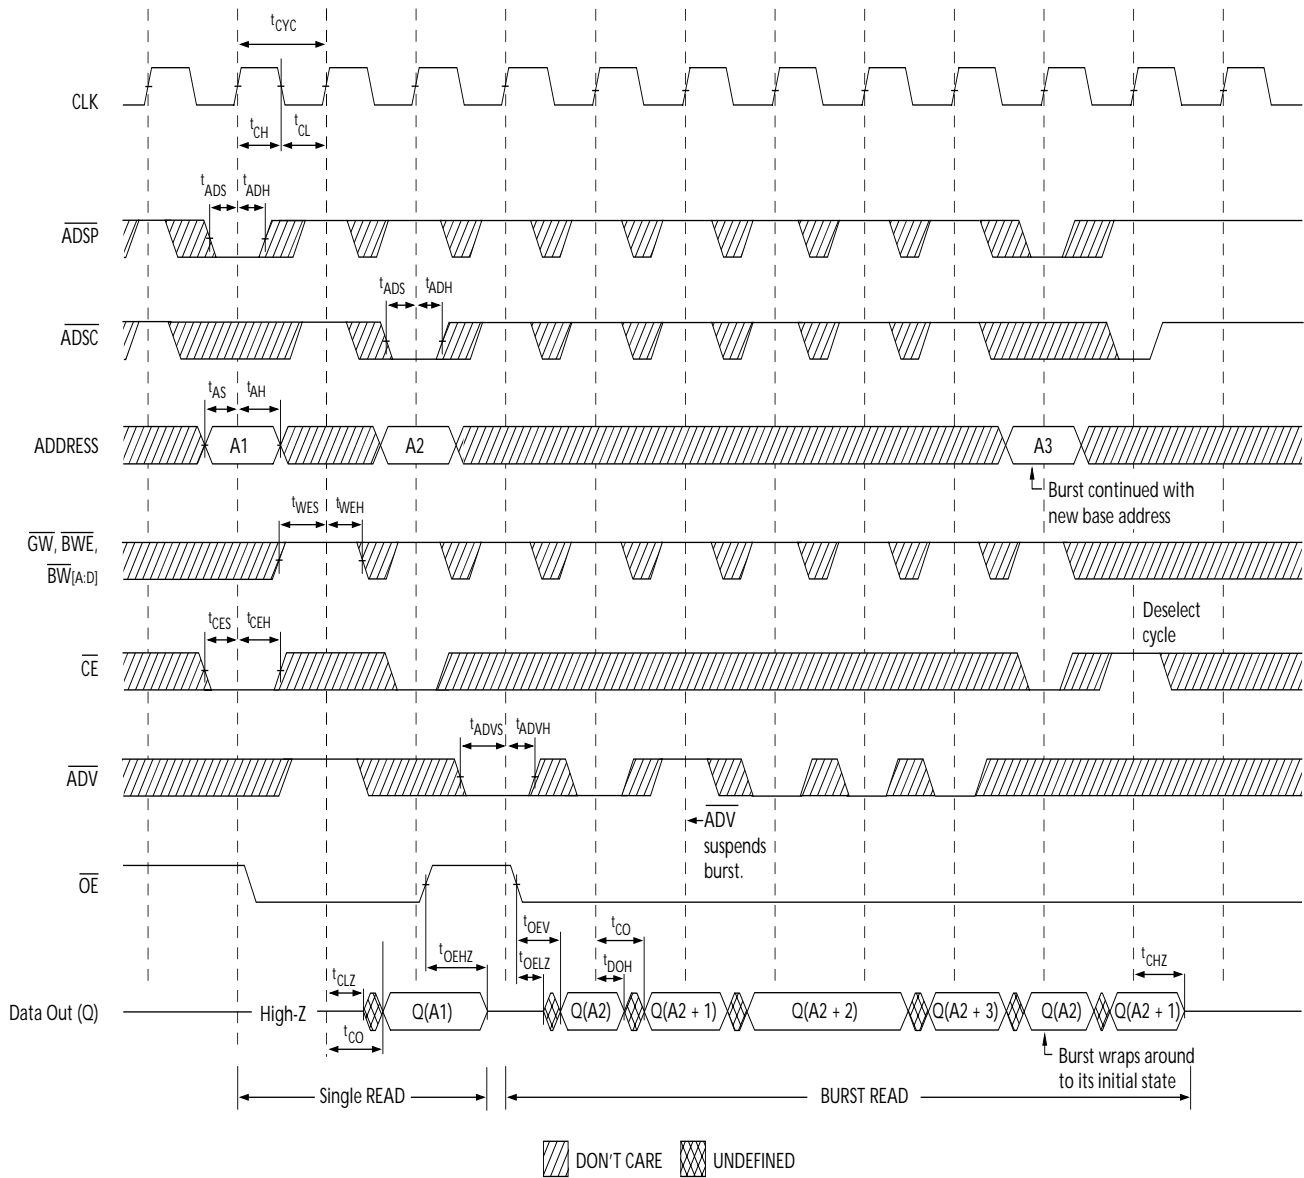 tCYC
CLK
tCH
tCL
tADS
tADH
ADSP
tADS
tADH
ADSC
tAS
tAH
ADDRESS
A1
A2
A3
Burst continued with
new base address
tWES
tWEH
GW, BWE,
BW[A:D]
Deselect
cycle
tCES
tCEH
CE
tADVS
tADVH
ADV
ADV
suspends
burst.
OE
tOEV
tCO
tOEHZ
tOELZ
tDOH
tCHZ
tCLZ
Data Out (Q)
High-Z
Q(A1)
Q(A2)
Q(A2 + 1)
Q(A2 + 2)
Q(A2 + 3)
Q(A2)
Q(A2 + 1)
tCO
Burst wraps around
to its initial state
Single READ
BURST READ
DON'T CARE
UNDEFINED